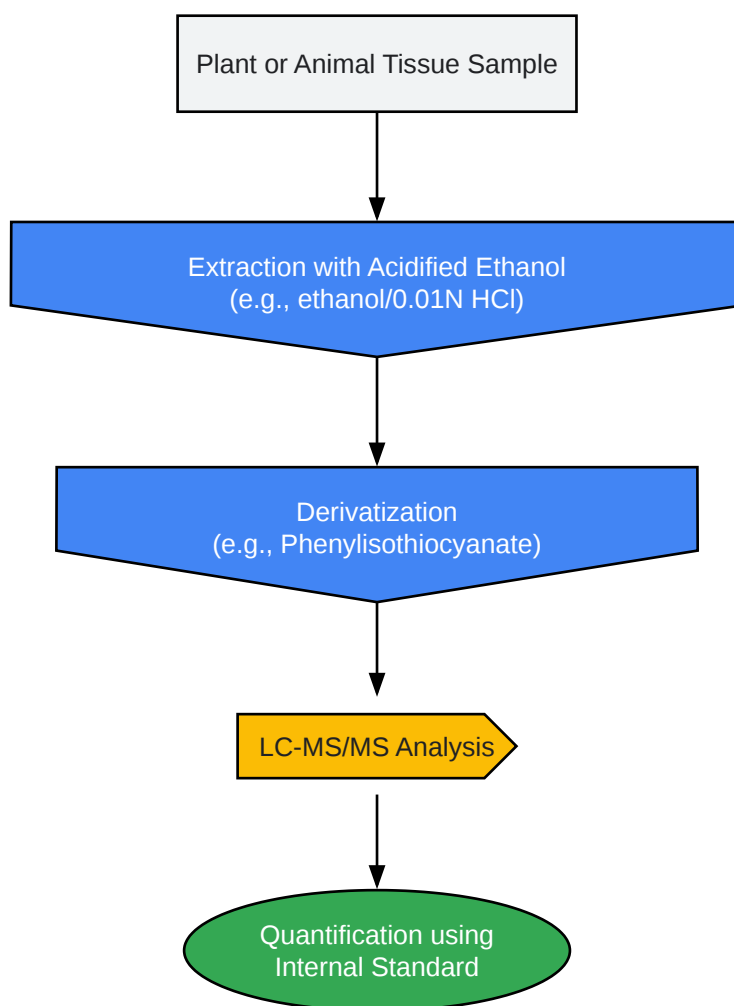 Plant or Animal Tissue Sample
Extraction with Acidified Ethanol
(e.g., ethanol/0.01N HCl)
Derivatization
(e.g., Phenylisothiocyanate)
LC-MS/MS Analysis
Quantification using
Internal Standard